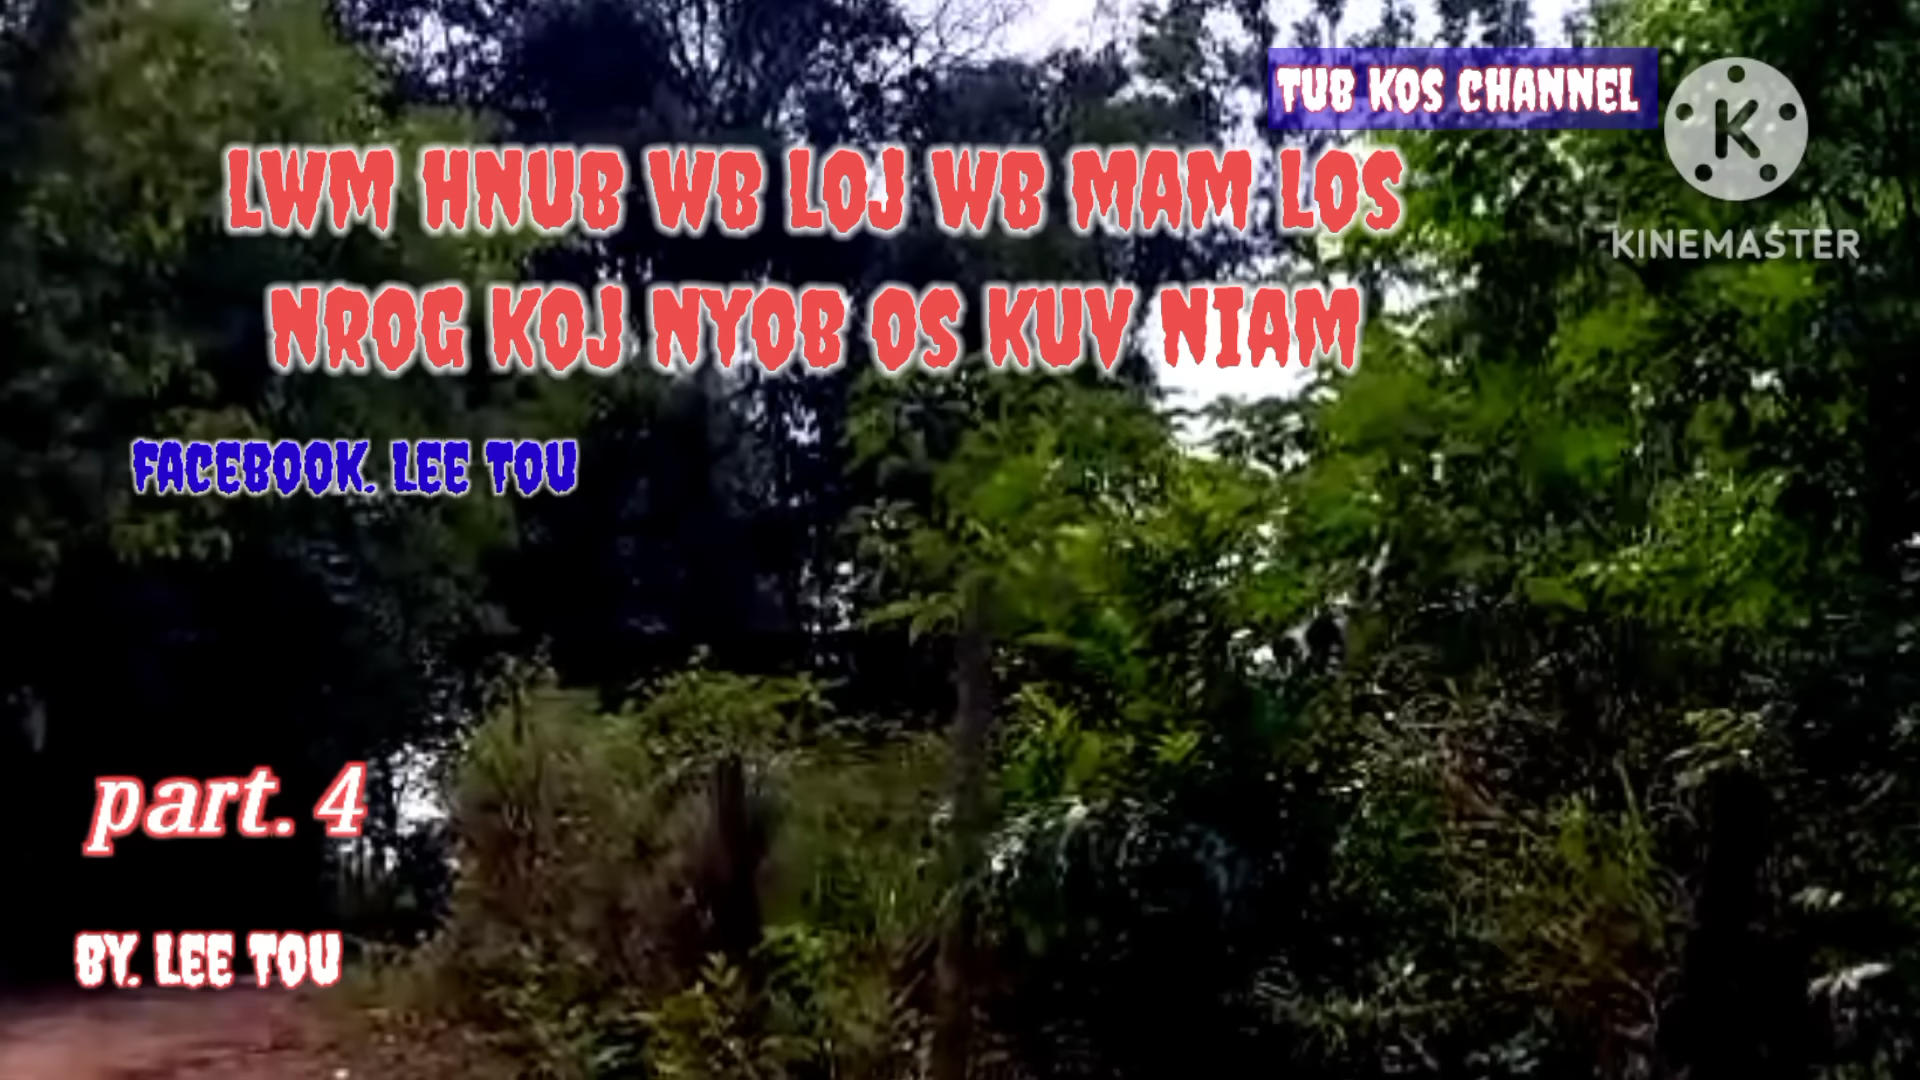 TUB KOS CHANNEL
K
KINEMASTER
LWM HNUB WB LOJ WB MAM LOS
NROG KOJ NYOB OS KUV NIAM
FACEBOOK. LEE TOU
part. 4
BY. LEE TOU